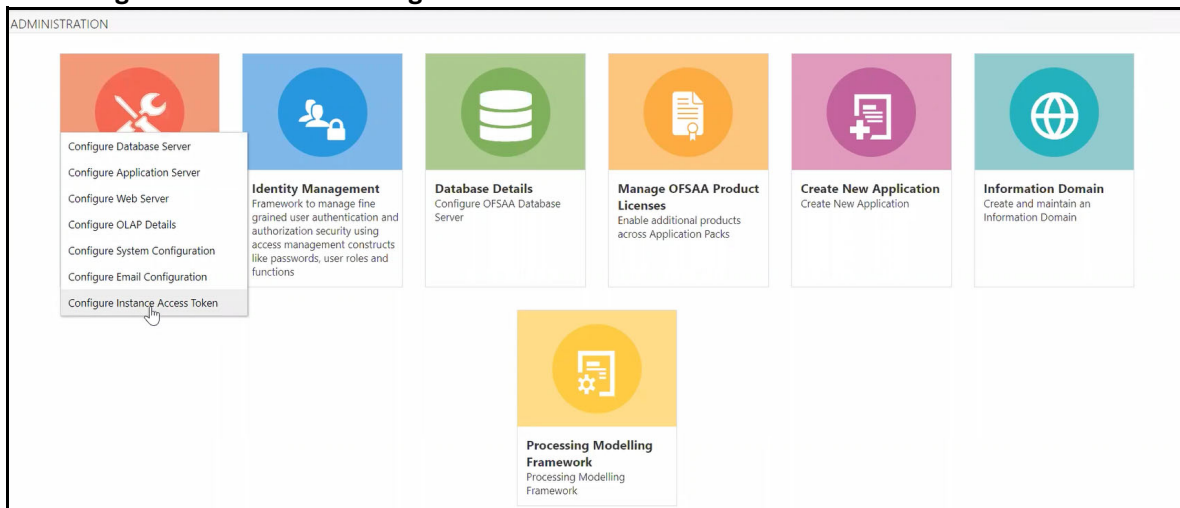 ADMINISTRATION
Configure Database Server
Configure Application Server
Configure Web Server
Configure OLAP Details
Configure System Configuration
Configure Email Configuration
Configure Instance Access Token
Identity Management
Framework to manage fine
grained user authentication and
authorization security using
access management constructs
like passwords, user roles and
functions
Database Details
Configure OFSAA Database
Server
Manage OFSAA Product
Licenses
Enable additional products
across Application Packs
Create New Application
Create New Application
Information Domain
Create and maintain an
Information Domain
Processing Modelling
Framework
Processing Modelling
Framework